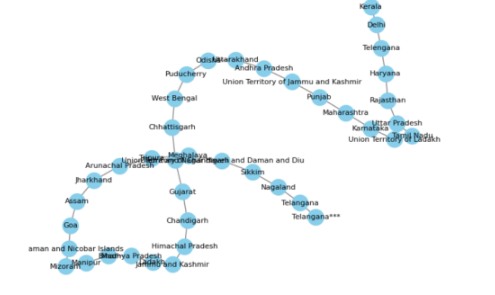 Kerala
Delhi
Telengana
Haryana
Rajasthan
Uttar Pradesh
Tamil Nadu
Karnataka
Union Territory of Ladakh
Maharashtra
Punjab
Union Territory of Jammu and Kashmir
Andhra Pradesh
Uttarakhand
Odisha
Puducherry
West Bengal
Chhattisgarh
Meghalaya
Tripura
Union Territory
and Daman and Diu
Arunachal Pradesh
Sikkim
Jharkhand
Nagaland
Assam
Gujarat
Telangana
Telangana***
Goa
Chandigarh
aman and Nicobar Islands
Himachal Pradesh
Madhya Pradesh
Mizoram
Manipur
Ladakh
Jammu and Kashmir